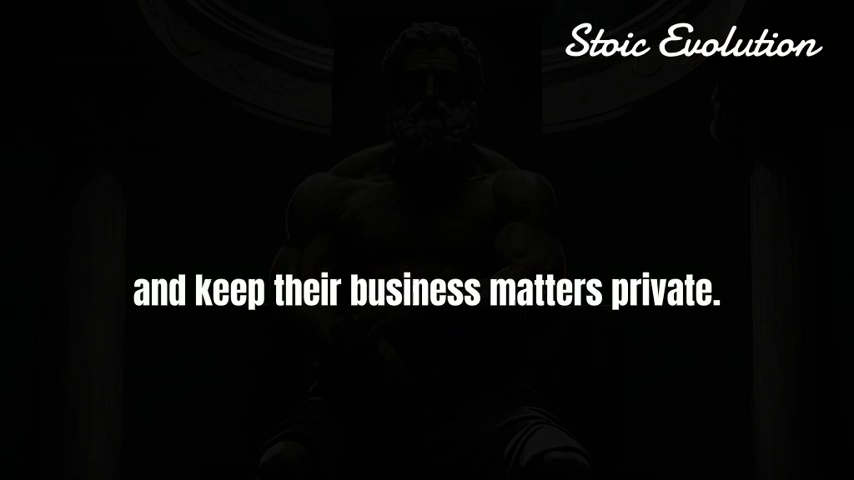 Stoic Evolution
and keep their business matters private.